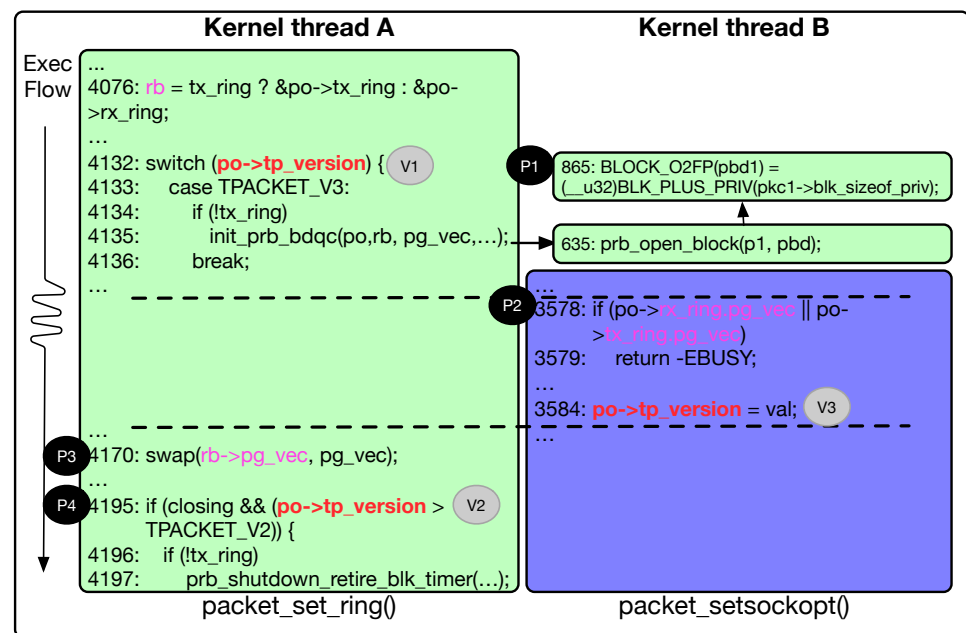 Kernel thread A
Kernel thread B
Exec
Flow
...
4076: rb = tx_ring ? &po->tx_ring : &po-
>rx_ring;
...
4132: switch (po->tp_version) {
V1
4133: case TPACKET_V3:
4134: if (!tx_ring)
4135: init_prb_bdqc(po,rb, pg_vec,...);
4136: break;
...
P1
865: BLOCK_O2FP(pbd1) =
(__u32)BLK_PLUS_PRIV(pkc1->blk_sizeof_priv);
635: prb_open_block(p1, pbd);
...
P2
3578: if (po->rx_ring.pg_vec || po-
>tx_ring.pg_vec)
3579: return -EBUSY;
...
3584: po->tp_version = val;
V3
...
...
P3
4170: swap(rb->pg_vec, pg_vec);
...
P4
4195: if (closing && (po->tp_version >
V2
TPACKET_V2)) {
4196: if (!tx_ring)
4197: prb_shutdown_retire_blk_timer(...);
packet_set_ring()
packet_setsockopt()